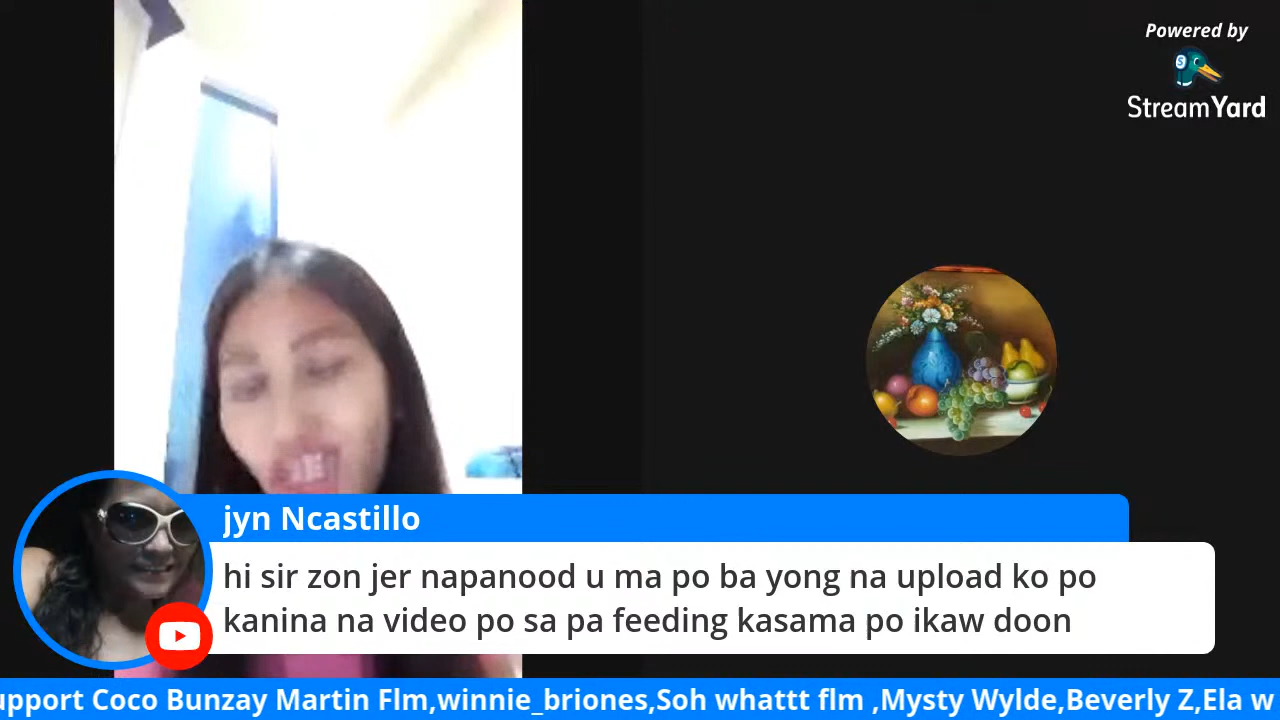 Powered by
StreamYard
jyn Ncastillo
hi sir zon jer napanood u ma po ba yong na upload ko po
kanina na video po sa pa feeding kasama po ikaw doon
upport Coco Bunzay Martin Flm,winnie_briones,Soh whattt flm ,Mysty Wylde,Beverly Z,Ela w